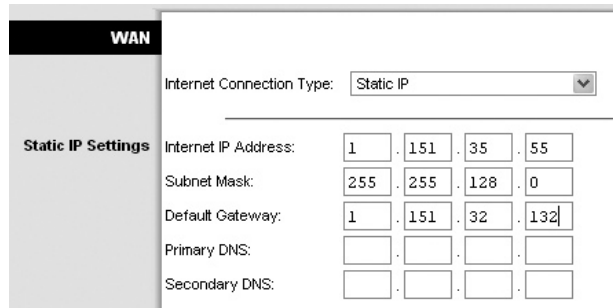 WAN
Internet Connection Type: Static IP
Static IP Settings Internet IP Address: 1 . 151 . 35 . 55
Subnet Mask: 255 . 255 . 128 . 0
Default Gateway: 1 . 151 . 32 . 132
Primary DNS: . . .
Secondary DNS: . . .